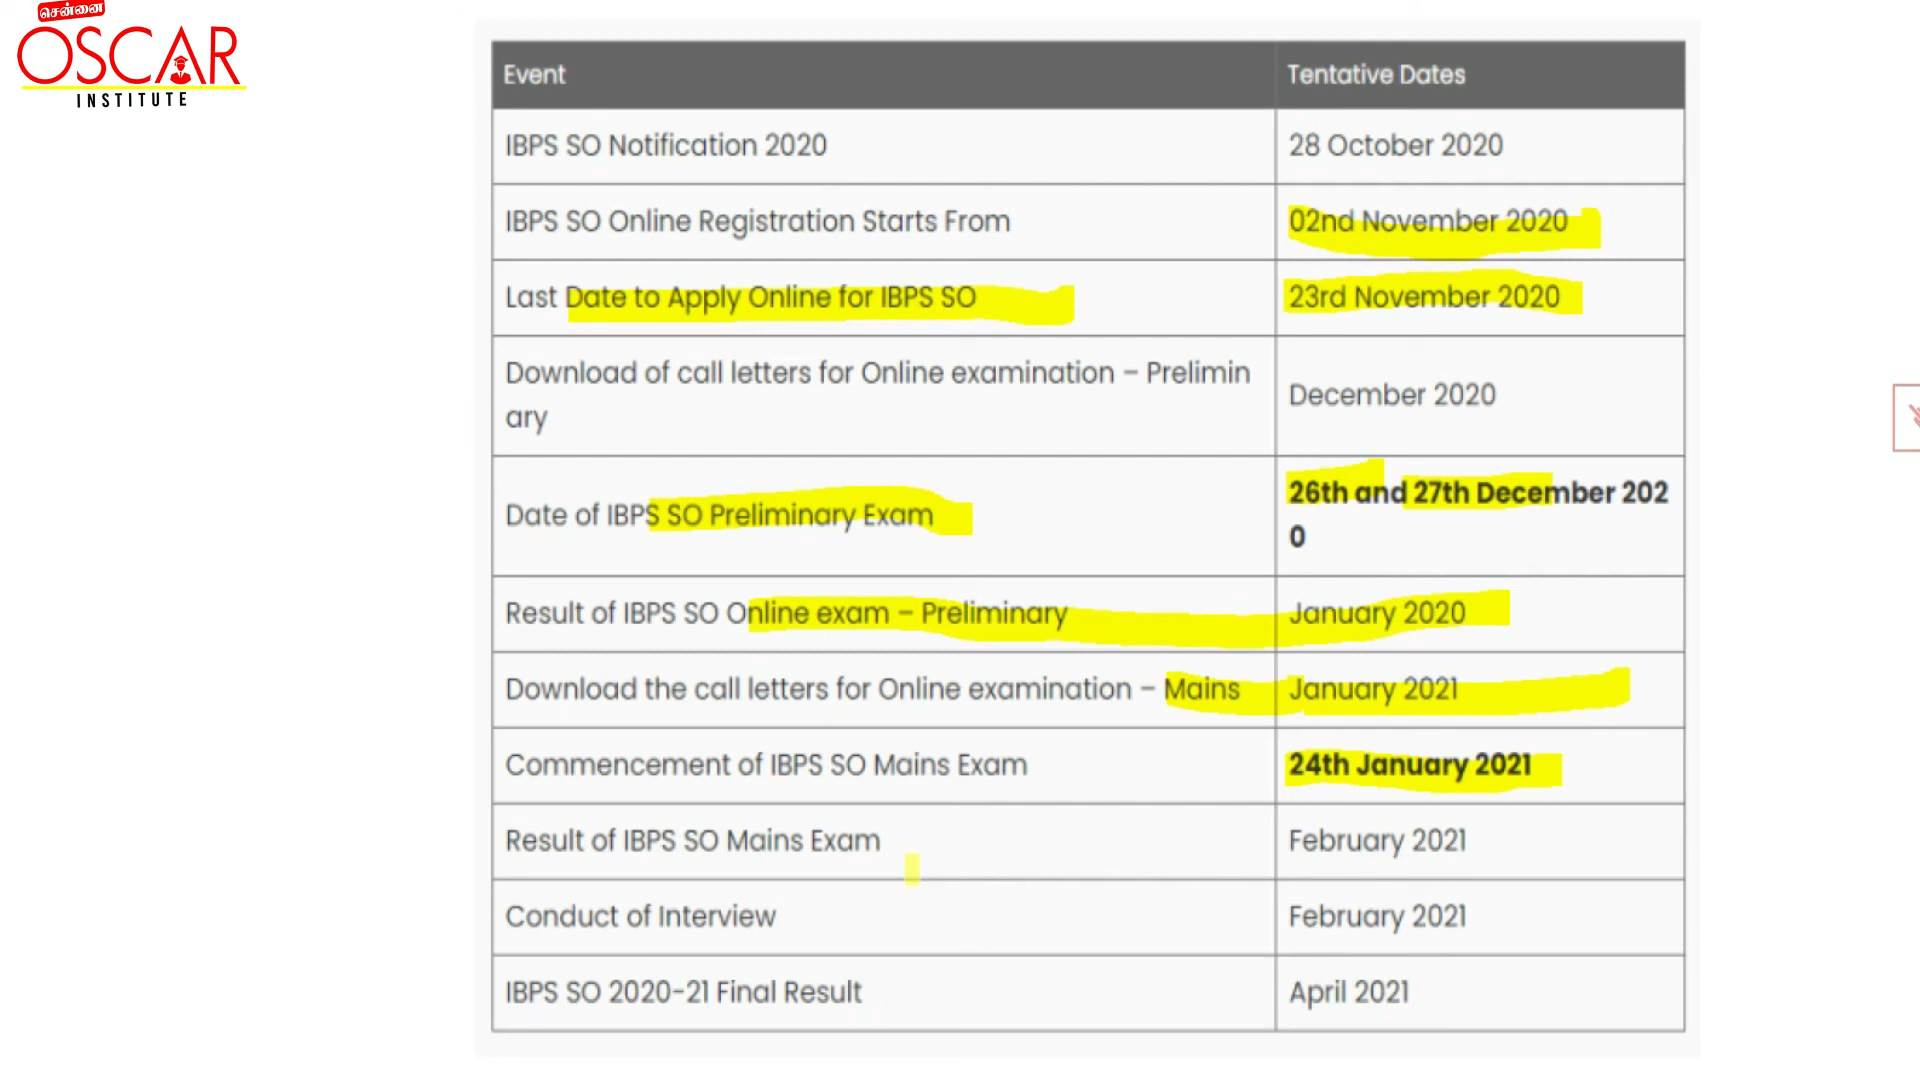 சென்னை
OSCAR
INSTITUTE
Event Tentative Dates
IBPS SO Notification 2020 28 October 2020
IBPS SO Online Registration Starts From 02nd November 2020
Last Date to Apply Online for IBPS SO 23rd November 2020
Download of call letters for Online examination – Prelimin
ary December 2020
Date of IBPS SO Preliminary Exam 26th and 27th December 202
0
Result of IBPS SO Online exam – Preliminary January 2020
Download the call letters for Online examination – Mains January 2021
Commencement of IBPS SO Mains Exam 24th January 2021
Result of IBPS SO Mains Exam February 2021
Conduct of Interview February 2021
IBPS SO 2020-21 Final Result April 2021